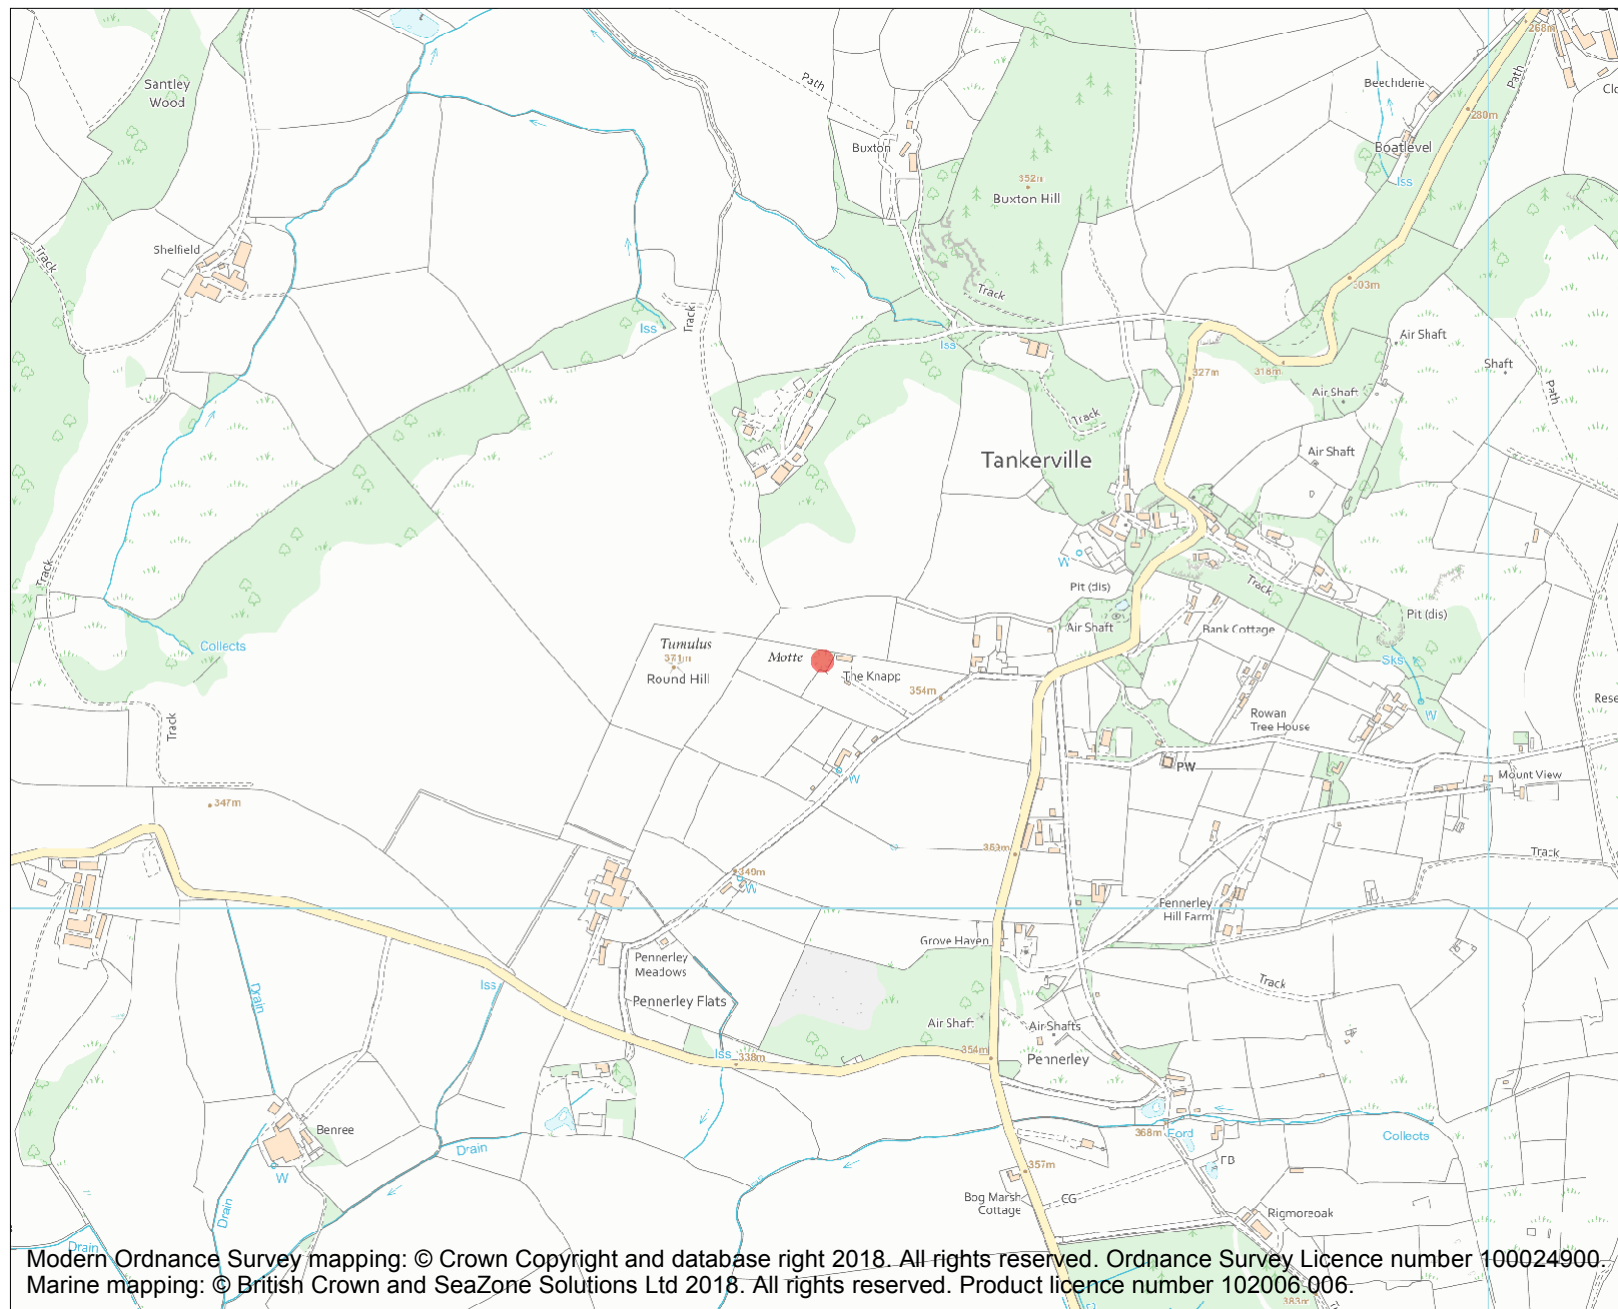 268m
Path
Santley
Wood
Path
Beechdene
280m
Buxton
Boatlevel
Iss
352m
Buxton Hill
Track
Shelfield
Track
303m
Track
Iss
Iss
Air Shaft
Shaft
327m
318m
Path
Air Shaft
Track
Air Shaft
Tankerville
W
Track
Track
Pit (dis)
Pit (dis)
Air Shaft
Bank Cottage
Collects
Tumulus
Motte
371m
Round Hill
The Knapp
354m
Sks
W
Rowan
Tree House
Track
W
PW
Mount View
347m
Track
349m
W
Fennerley
Hill Farm
Grove Haven
Pennerley
Meadows
Track
Iss
Drain
Pennerley Flats
Air Shaft
Air Shafts
354m
Iss
338m
Pennerley
Benree
Drain
368m
Ford
Collects
W
FB
357m
Bog Marsh
Cottage
CG
Drain
Rigmoreoak
Drain
Modern Ordnance Survey mapping: © Crown Copyright and database right 2018. All rights reserved. Ordnance Survey Licence number 100024900.
Marine mapping: © British Crown and SeaZone Solutions Ltd 2018. All rights reserved. Product licence number 102006.006.
383m